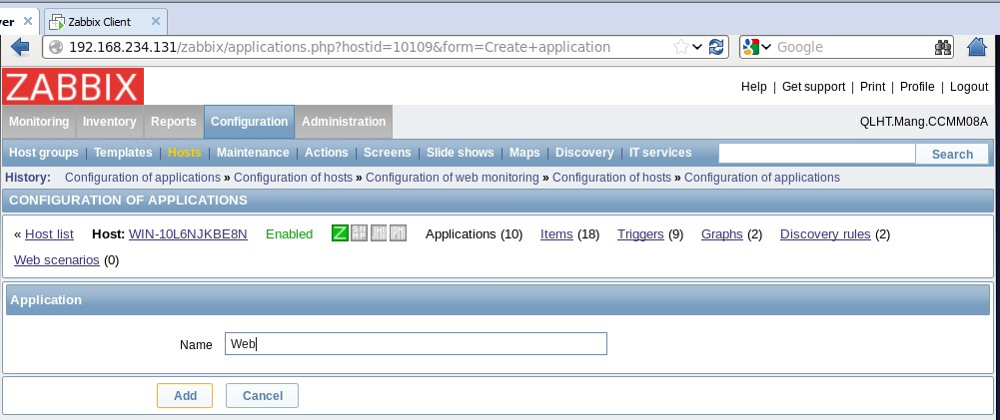 ver Zabbix Client
192.168.234.131/zabbix/applications.php?hostid=10109&form=Create+application Google
ZABBIX
Help | Get support | Print | Profile | Logout
Monitoring Inventory Reports Configuration Administration QLHT.Mang.CCMM08A
Host groups | Templates | Hosts | Maintenance | Actions | Screens | Slide shows | Maps | Discovery | IT services Search
History: Configuration of applications » Configuration of hosts » Configuration of web monitoring » Configuration of hosts » Configuration of applications
CONFIGURATION OF APPLICATIONS
« Host list Host: WIN-10L6NJKBE8N Enabled Z SNMP JMX IPMI Applications (10) Items (18) Triggers (9) Graphs (2) Discovery rules (2)
Web scenarios (0)
Application
Name Web
Add Cancel